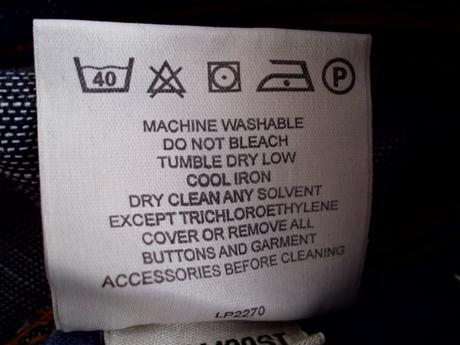 40 P
MACHINE WASHABLE
DO NOT BLEACH
TUMBLE DRY LOW
COOL IRON
DRY CLEAN ANY SOLVENT
EXCEPT TRICHLOROETHYLENE
COVER OR REMOVE ALL
BUTTONS AND GARMENT
ACCESSORIES BEFORE CLEANING
LP2270